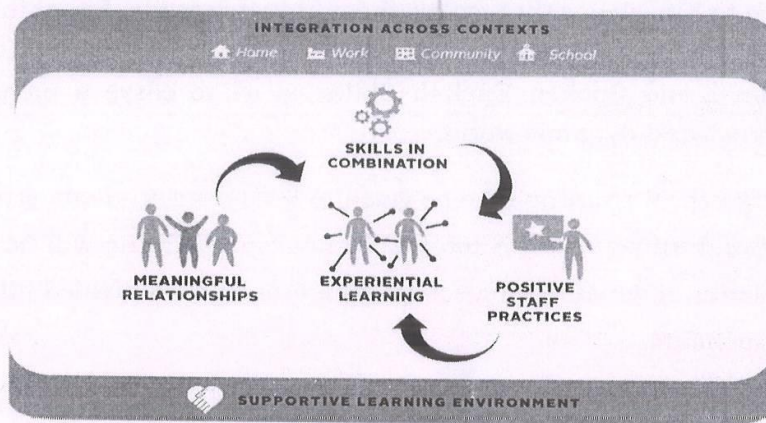 INTEGRATION ACROSS CONTEXTS
Home Work Community School
SKILLS IN
COMBINATION
MEANINGFUL
RELATIONSHIPS
EXPERIENTIAL
LEARNING
POSITIVE
STAFF
PRACTICES
SUPPORTIVE LEARNING ENVIRONMENT